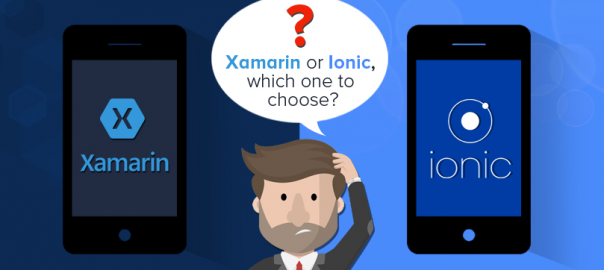 ?
Xamarin or Ionic,
which one to
choose?
X
Xamarin
ionic